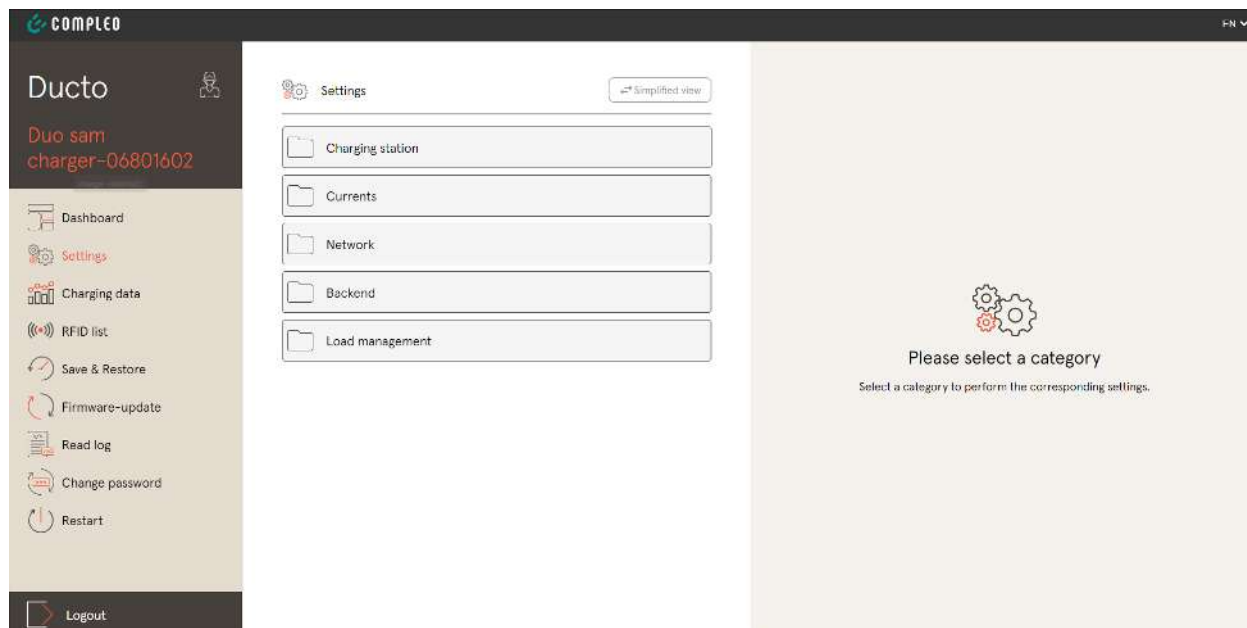 COMPLEO
EN
Ducto
Duo sam
charger-06801602
Dashboard
Settings
Charging data
RFID list
Save & Restore
Firmware-update
Read log
Change password
Restart
Logout
Settings
Simplified view
Charging station
Currents
Network
Backend
Load management
Please select a category
Select a category to perform the corresponding settings.